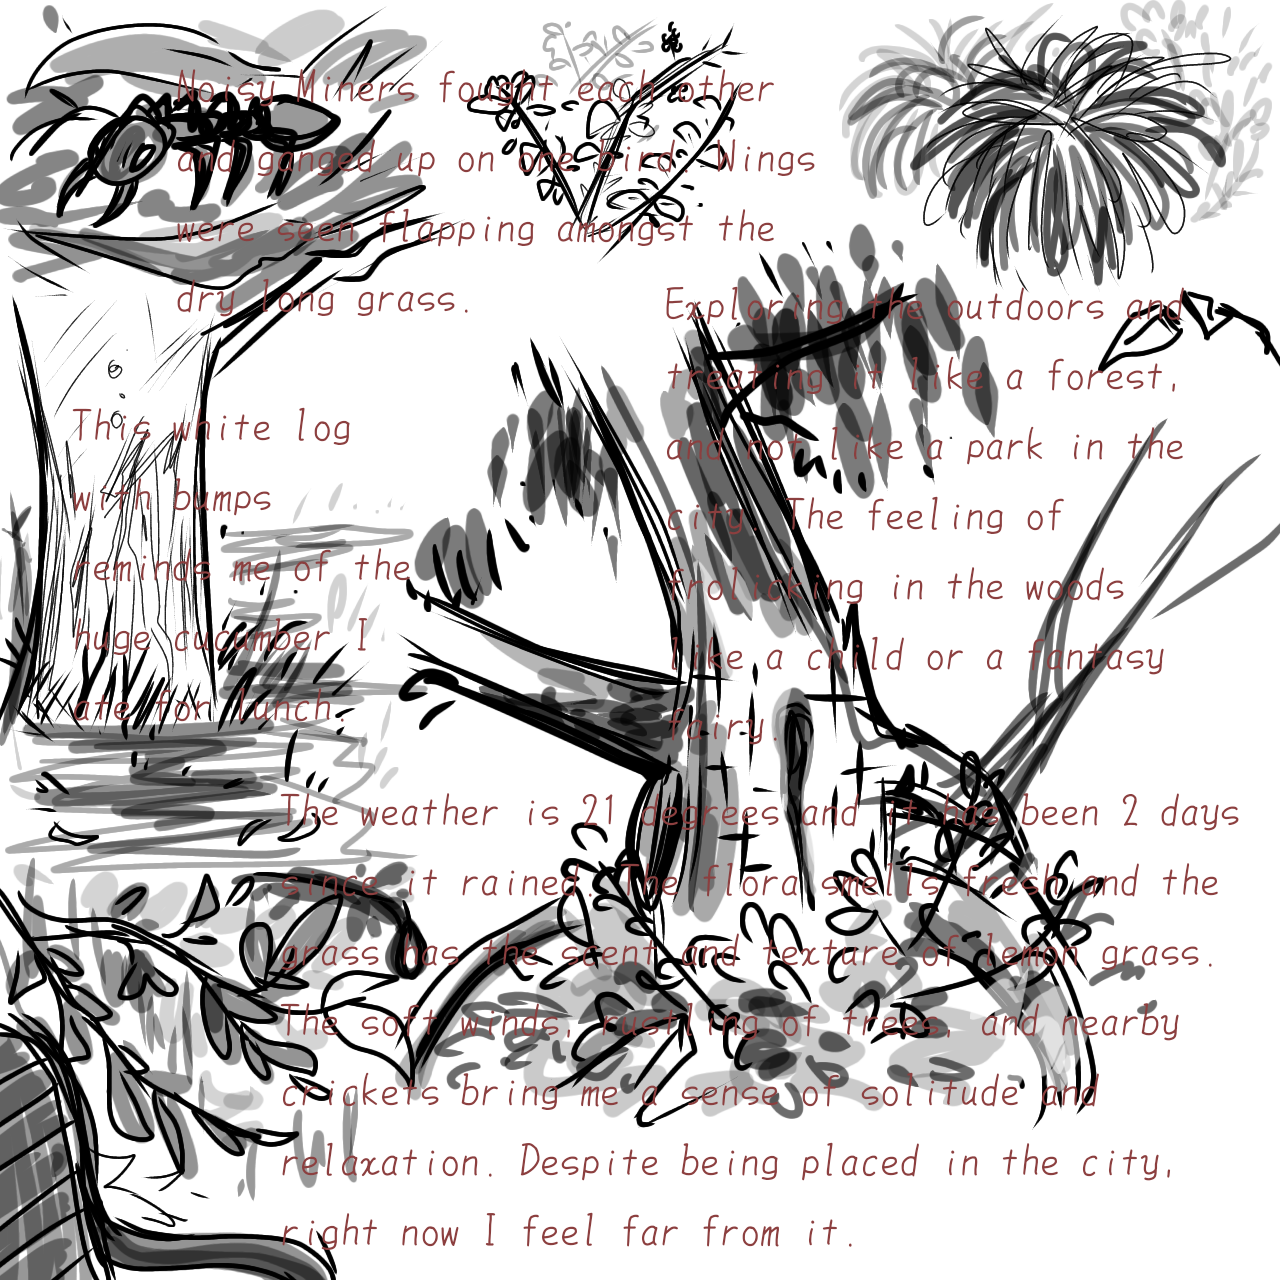 Noisy Miners fought each other
and ganged up on one bird. Wings
were seen flapping amongst the
dry long grass.
Exploring the outdoors and
treating it like a forest,
and not like a park in the
city. The feeling of
frolicking in the woods
like a child or a fantasy
fairy.
This white log
with bumps
reminds me of the
huge cucumber I
ate for lunch.
The weather is 21 degrees and it has been 2 days
since it rained. The flora smells fresh and the
grass has the scent and texture of lemon grass.
The soft winds, rustling of trees, and nearby
crickets bring me a sense of solitude and
relaxation. Despite being placed in the city,
right now I feel far from it.